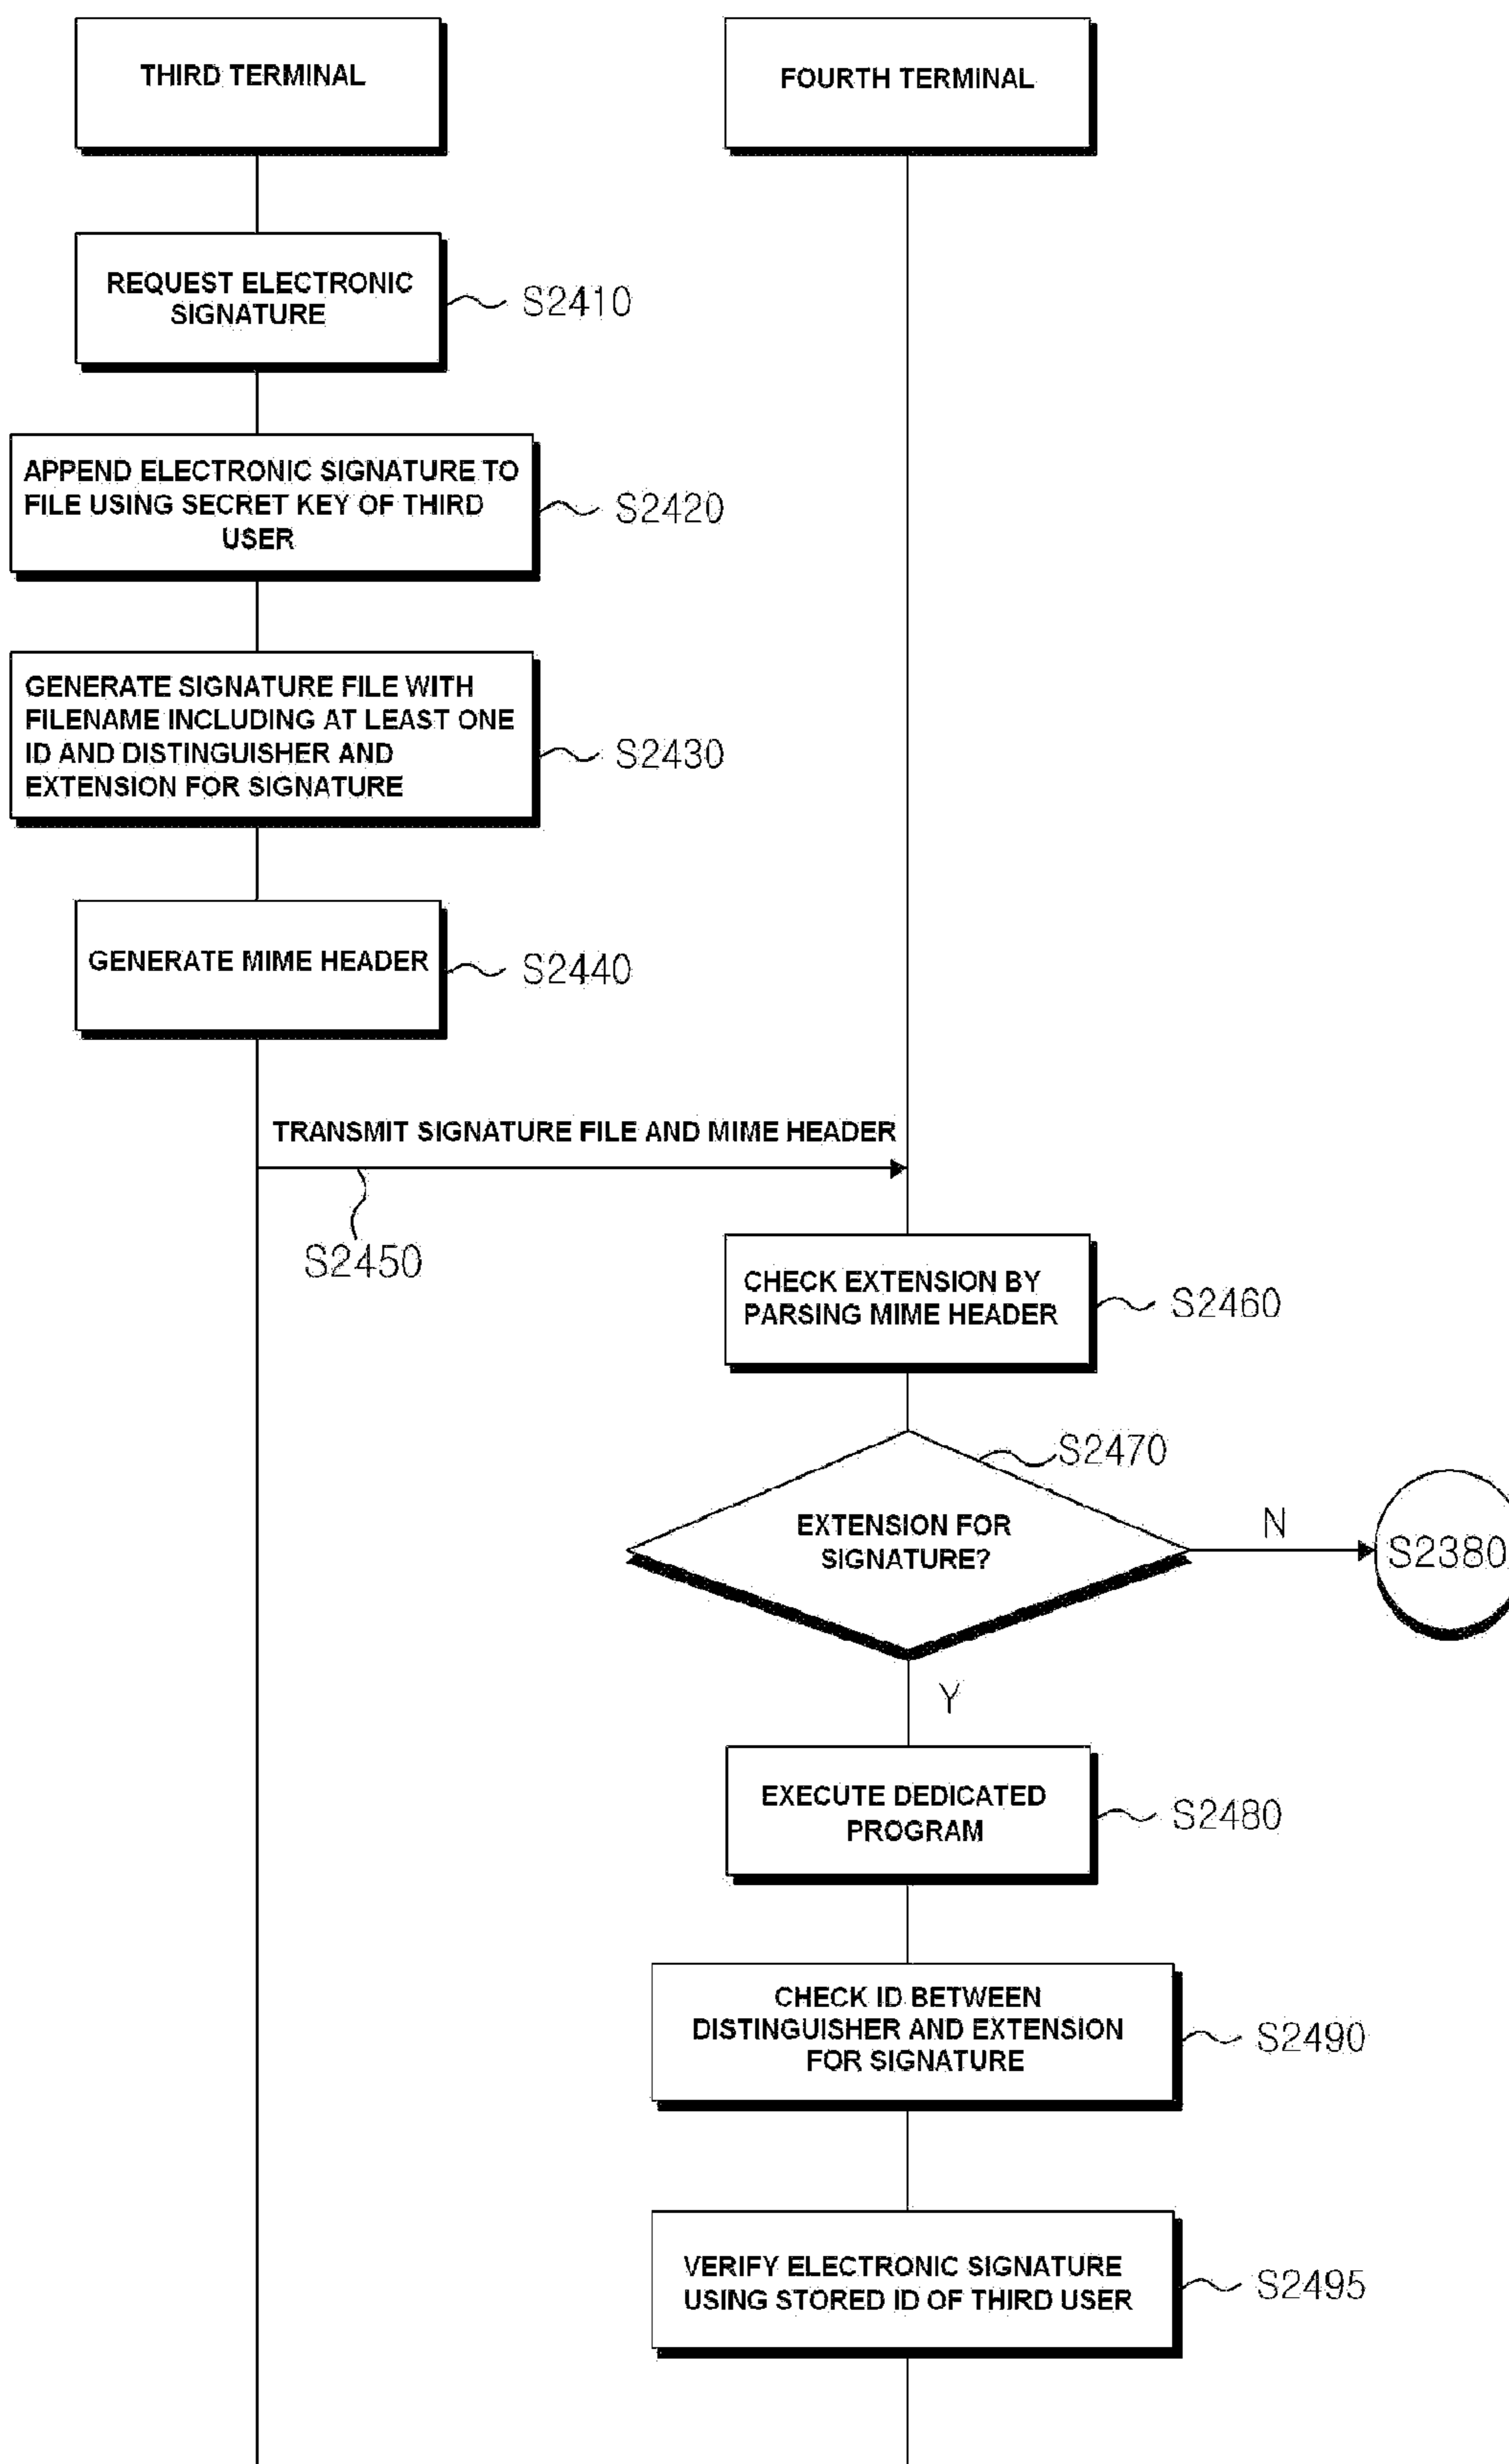 THIRD TERMINAL
FOURTH TERMINAL
REQUEST ELECTRONIC
SIGNATURE
S2410
APPEND ELECTRONIC SIGNATURE TO
FILE USING SECRET KEY OF THIRD
USER
S2420
GENERATE SIGNATURE FILE WITH
FILENAME INCLUDING AT LEAST ONE
ID AND DISTINGUISHER AND
EXTENSION FOR SIGNATURE
S2430
GENERATE MIME HEADER
S2440
TRANSMIT SIGNATURE FILE AND MIME HEADER
S2450
CHECK EXTENSION BY
PARSING MIME HEADER
S2460
S2470
EXTENSION FOR
SIGNATURE?
N
S2380
Y
EXECUTE DEDICATED
PROGRAM
S2480
CHECK ID BETWEEN
DISTINGUISHER AND EXTENSION
FOR SIGNATURE
S2490
VERIFY ELECTRONIC SIGNATURE
USING STORED ID OF THIRD USER
S2495